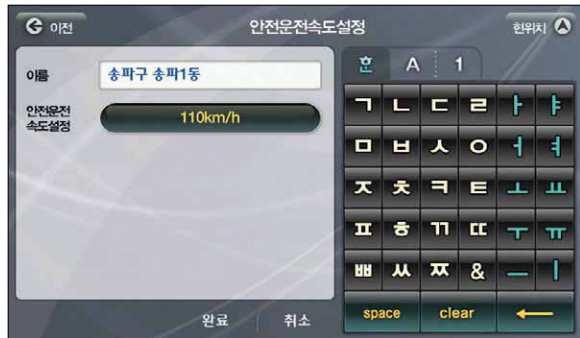 이전 안전운전속도설정 현위치
이름 송파구 송파1동
안전운전
속도설정
110km/h
완료 취소
한 A 1
ㄱ ㄴ ㄷ ㄹ ㅏ ㅑ
ㅁ ㅂ ㅅ ㅇ ㅓ ㅕ
ㅈ ㅊ ㅋ ㅌ ㅗ ㅛ
ㅍ ㅎ ㄲ ㄸ ㅜ ㅠ
ㅃ ㅆ ㅉ & ㅡ ㅣ
space clear ←